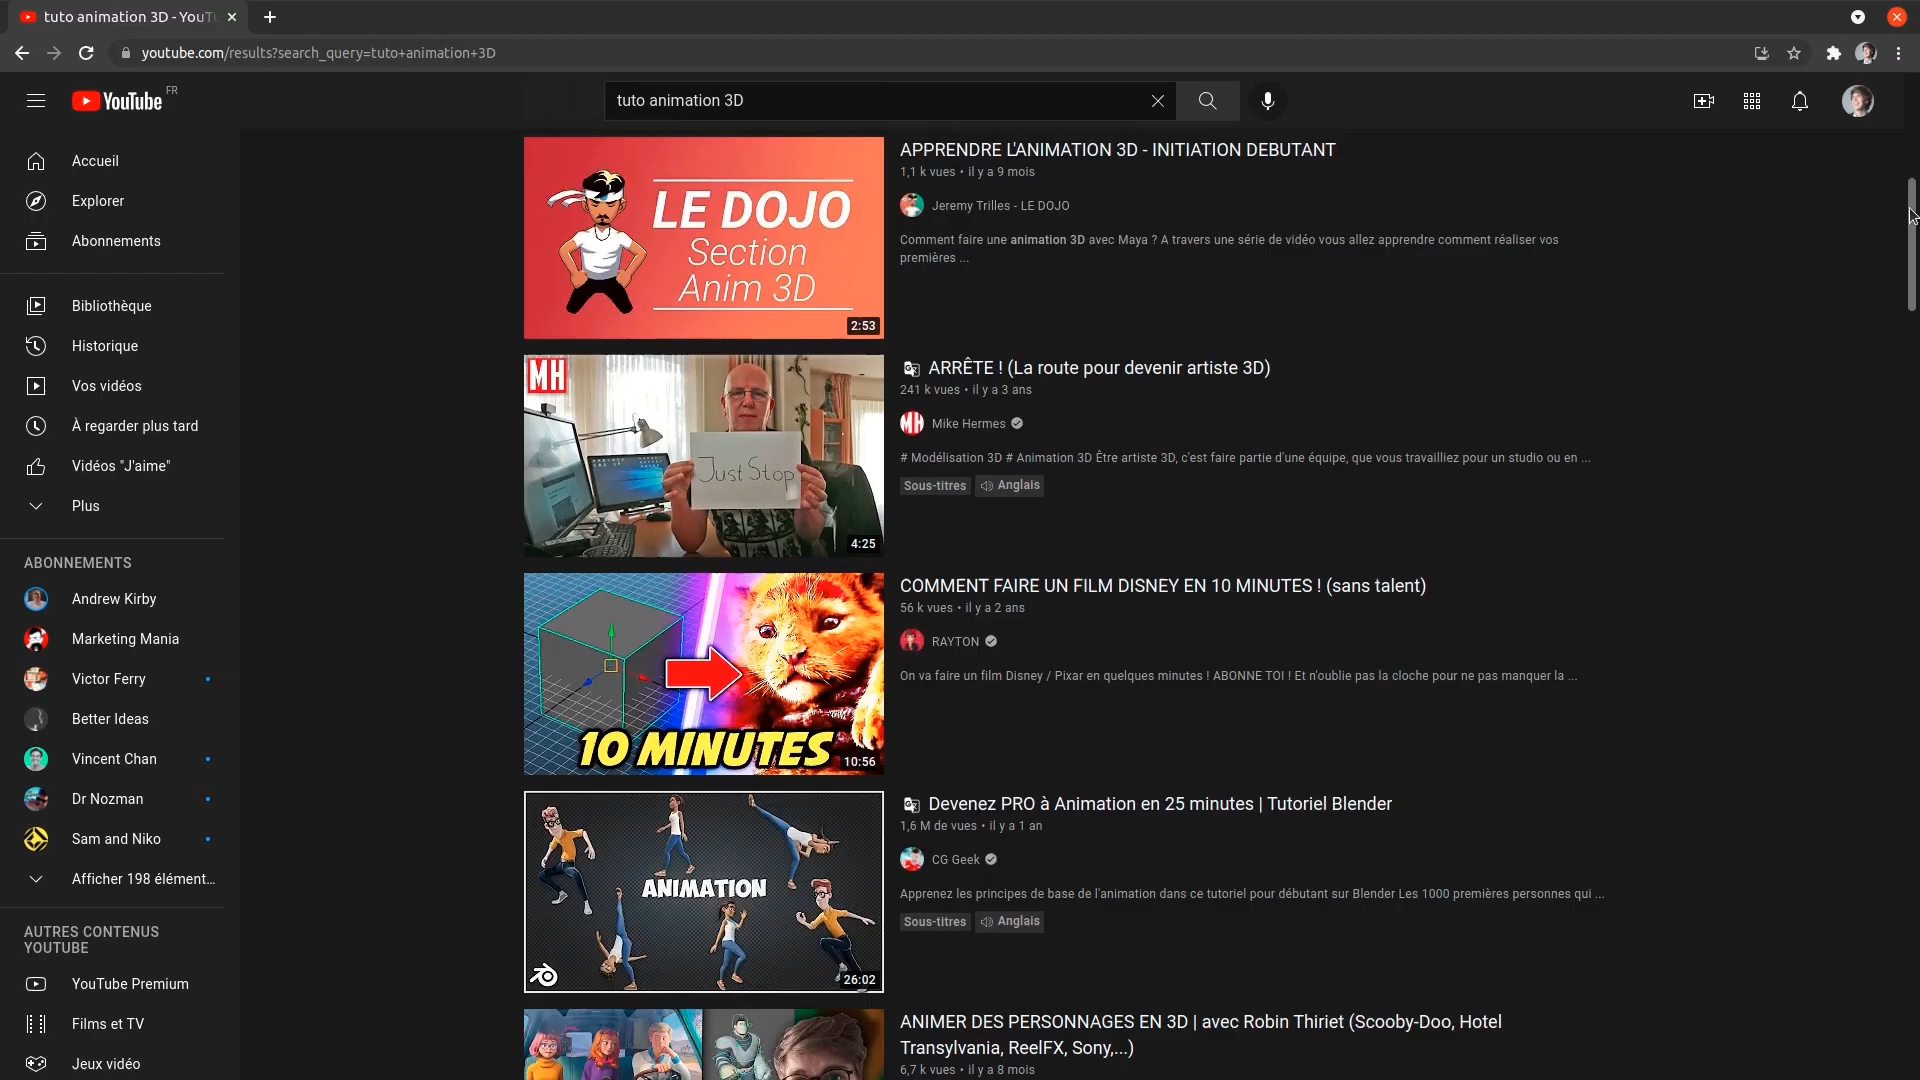 tuto animation 3D - YouTu
youtube.com/results?search_query=tuto+animation+3D
YouTube FR
tuto animation 3D
Accueil
Explorer
Abonnements
Bibliothèque
Historique
Vos vidéos
À regarder plus tard
Vidéos "J'aime"
Plus
ABONNEMENTS
Andrew Kirby
Marketing Mania
Victor Ferry
Better Ideas
Vincent Chan
Dr Nozman
Sam and Niko
Afficher 198 élément...
AUTRES CONTENUS
YOUTUBE
YouTube Premium
Films et TV
Jeux vidéo
LE DOJO
Section
Anim 3D
2:53
APPRENDRE L'ANIMATION 3D - INITIATION DEBUTANT
1,1 k vues • il y a 9 mois
Jeremy Trilles - LE DOJO
Comment faire une animation 3D avec Maya ? A travers une série de vidéo vous allez apprendre comment réaliser vos
premières ...
MH
Just Stop
4:25
ARRÊTE ! (La route pour devenir artiste 3D)
241 k vues • il y a 3 ans
MH Mike Hermes
# Modélisation 3D # Animation 3D Être artiste 3D, c'est faire partie d'une équipe, que vous travailliez pour un studio ou en ...
Sous-titres Anglais
10 MINUTES
10:56
COMMENT FAIRE UN FILM DISNEY EN 10 MINUTES ! (sans talent)
56 k vues • il y a 2 ans
RAYTON
On va faire un film Disney / Pixar en quelques minutes ! ABONNE TOI ! Et n'oublie pas la cloche pour ne pas manquer la ...
ANIMATION
26:02
Devenez PRO à Animation en 25 minutes | Tutoriel Blender
1,6 M de vues • il y a 1 an
CG Geek
Apprenez les principes de base de l'animation dans ce tutoriel pour débutant sur Blender Les 1000 premières personnes qui ...
Sous-titres Anglais
ANIMER DES PERSONNAGES EN 3D | avec Robin Thiriet (Scooby-Doo, Hotel
Transylvania, ReelFX, Sony,...)
6,7 k vues • il y a 8 mois